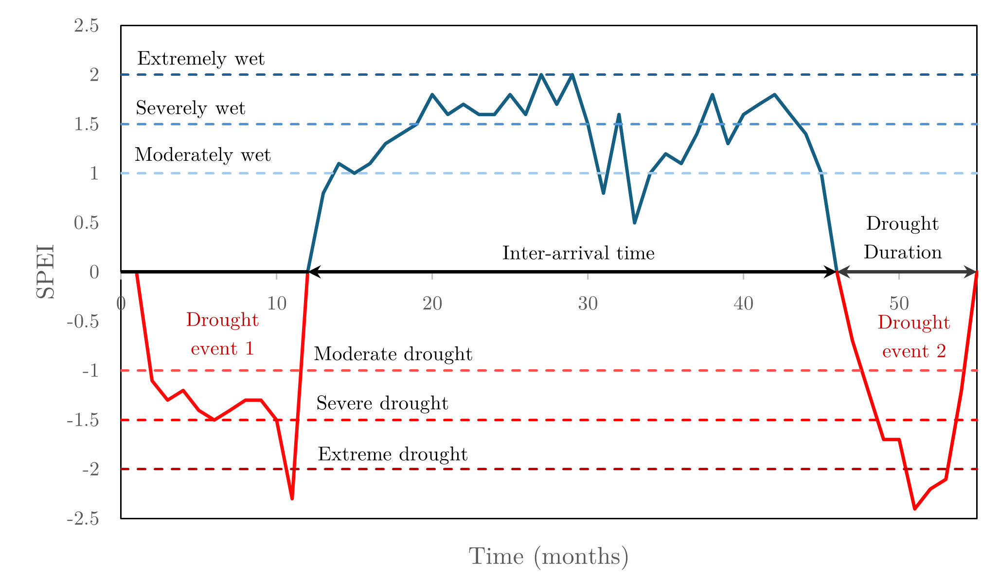 2.5
Extremely wet
2
Severely wet
1.5
Moderately wet
1
0.5
Drought
Duration
Inter-arrival time
SPEI
0
0 10 20 30 40 50
-0.5
Drought
event 1
Drought
event 2
Moderate drought
-1
Severe drought
-1.5
Extreme drought
-2
-2.5
Time (months)